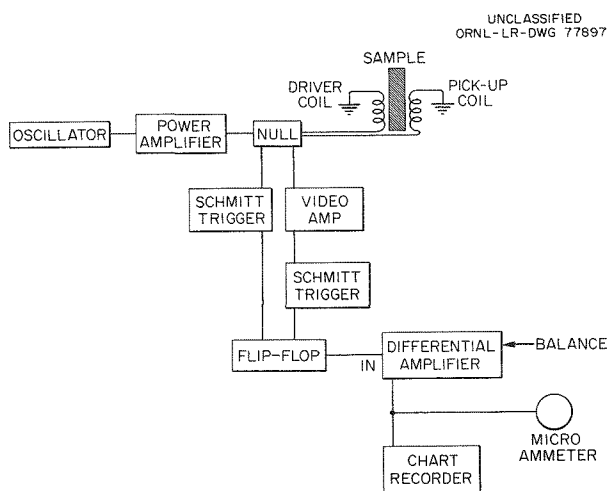 UNCLASSIFIED
ORNL-LR-DWG 77897
SAMPLE
DRIVER
COIL
PICK-UP
COIL
OSCILLATOR
POWER
AMPLIFIER
NULL
SCHMITT
TRIGGER
VIDEO
AMP
SCHMITT
TRIGGER
FLIP-FLOP
IN
DIFFERENTIAL
AMPLIFIER
BALANCE
MICRO
AMMETER
CHART
RECORDER